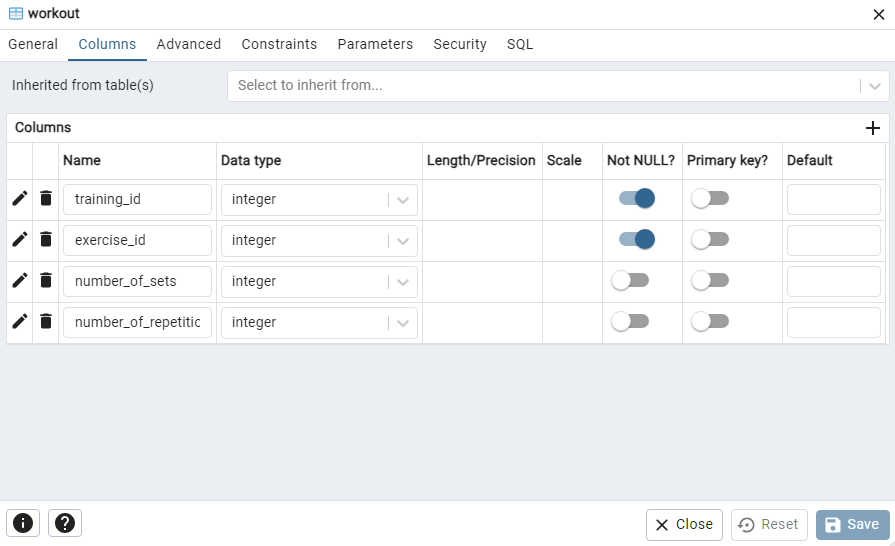 workout
General Columns Advanced Constraints Parameters Security SQL
Inherited from table(s) Select to inherit from...
Columns
Name Data type Length/Precision Scale Not NULL? Primary key? Default
training_id integer
exercise_id integer
number_of_sets integer
number_of_repetitic integer
Close Reset Save